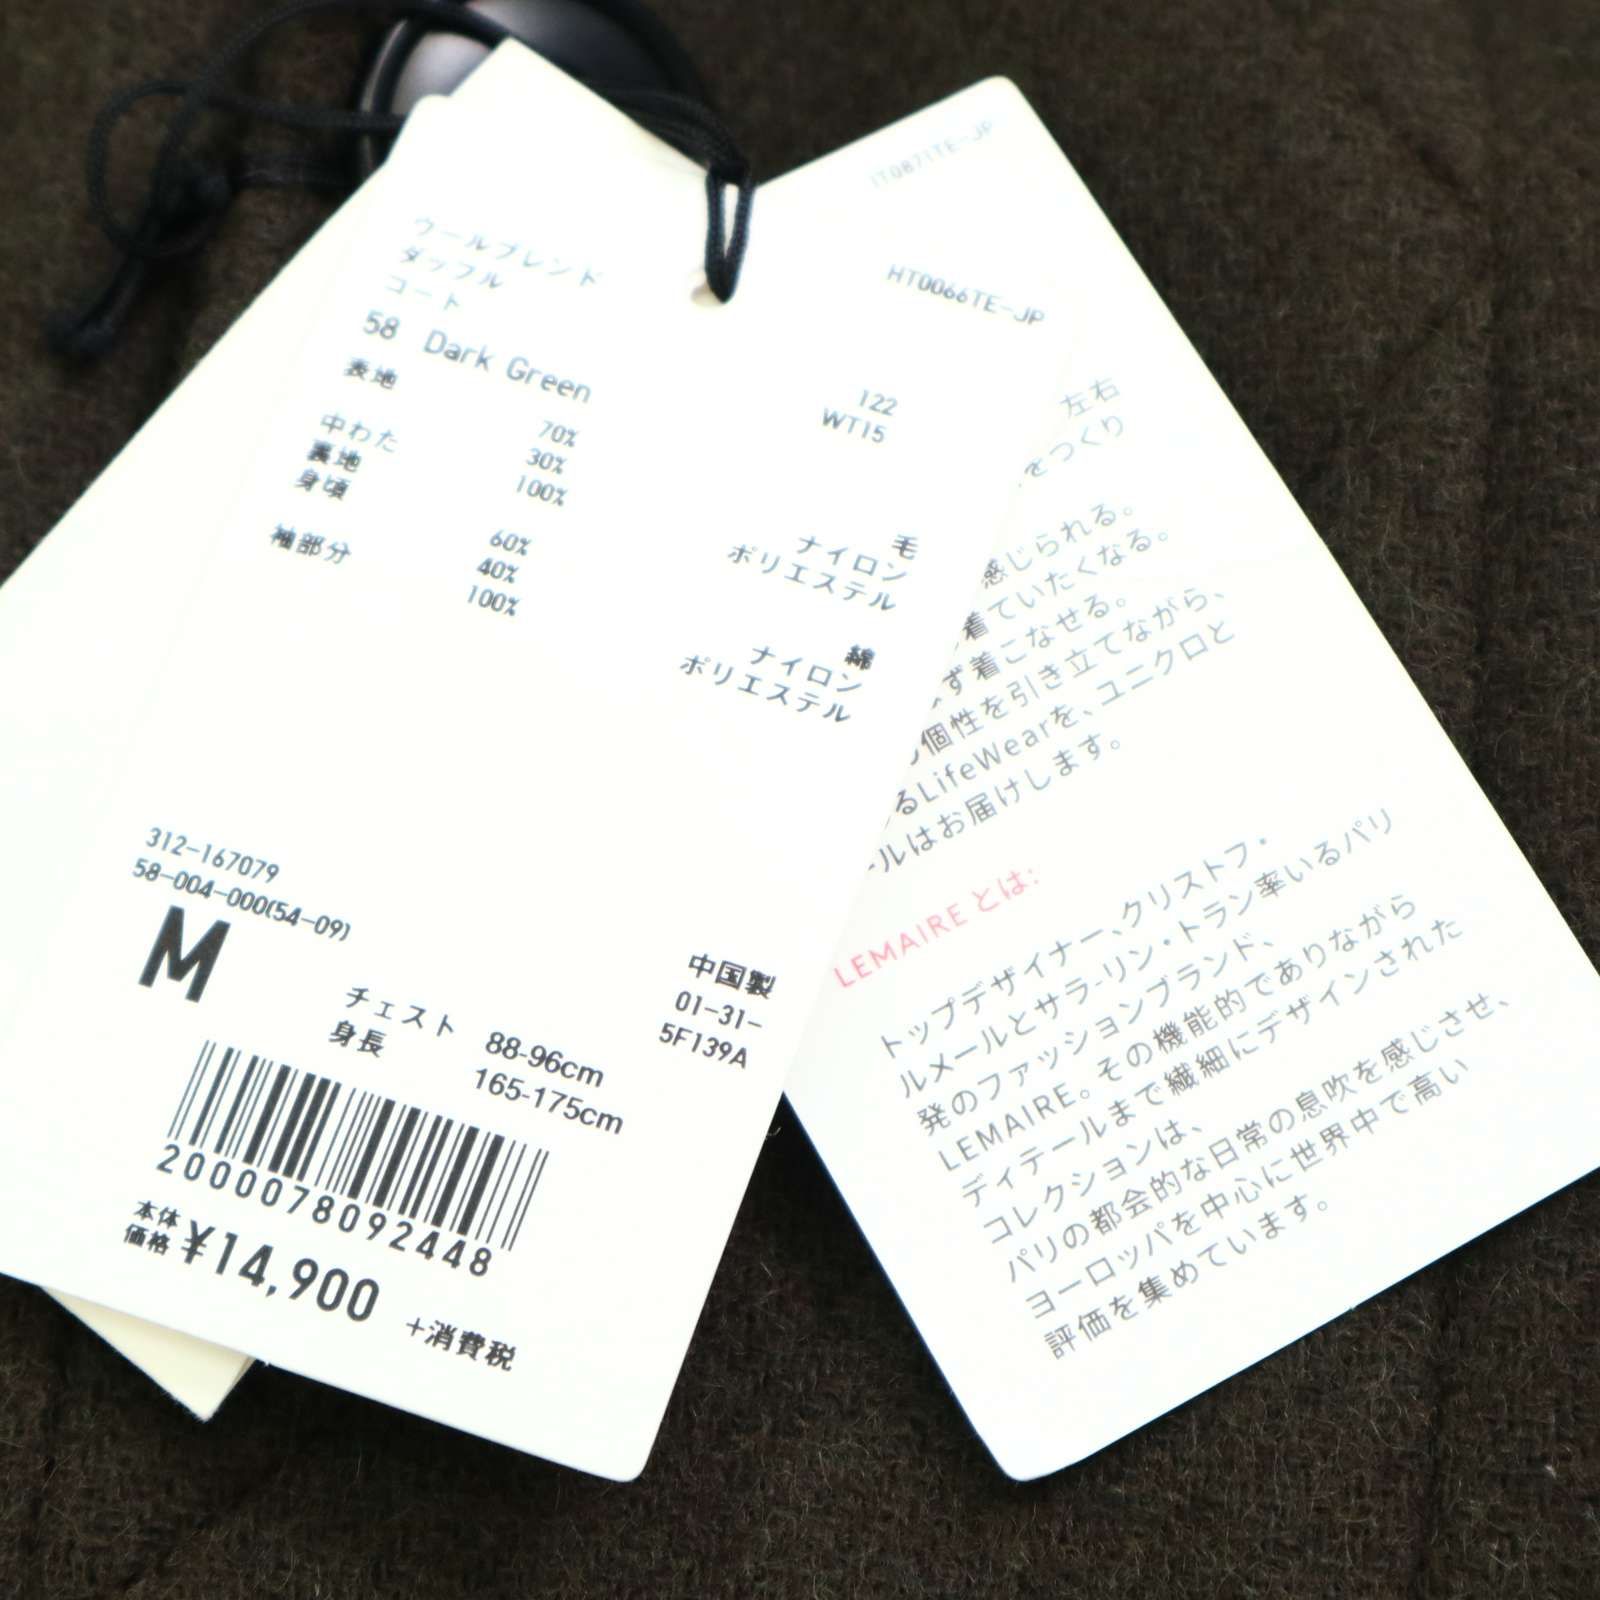 ウールブレンド
ダッフル
コート
HT0066TE-JP
58 Dark Green
122
WT15
表地 70% 毛
30% ナイロン
中わた 100% ポリエステル
裏地
身頃 60% 綿
40% ナイロン
袖部分 100% ポリエステル
312-167079
58-004-000(54-09)
M
中国製
01-31-
5F139A
チェスト 88-96cm
身長 165-175cm
2000078092448
本体
価格 ¥14,900 +消費税
IT0871TE-JP
左右
をつくり
感じられる。
着ていたくなる。
ず着こなせる。
個性を引き立てながら、
るLifeWearを、ユニクロと
ールはお届けします。
LEMAIRE とは:
トップデザイナー、クリストフ・
ルメールとサラ-リン・トラン率いるパリ
発のファッションブランド、
LEMAIRE。その機能的でありながら
ディテールまで繊細にデザインされた
コレクションは、
パリの都会的な日常の息吹を感じさせ、
ヨーロッパを中心に世界中で高い
評価を集めています。